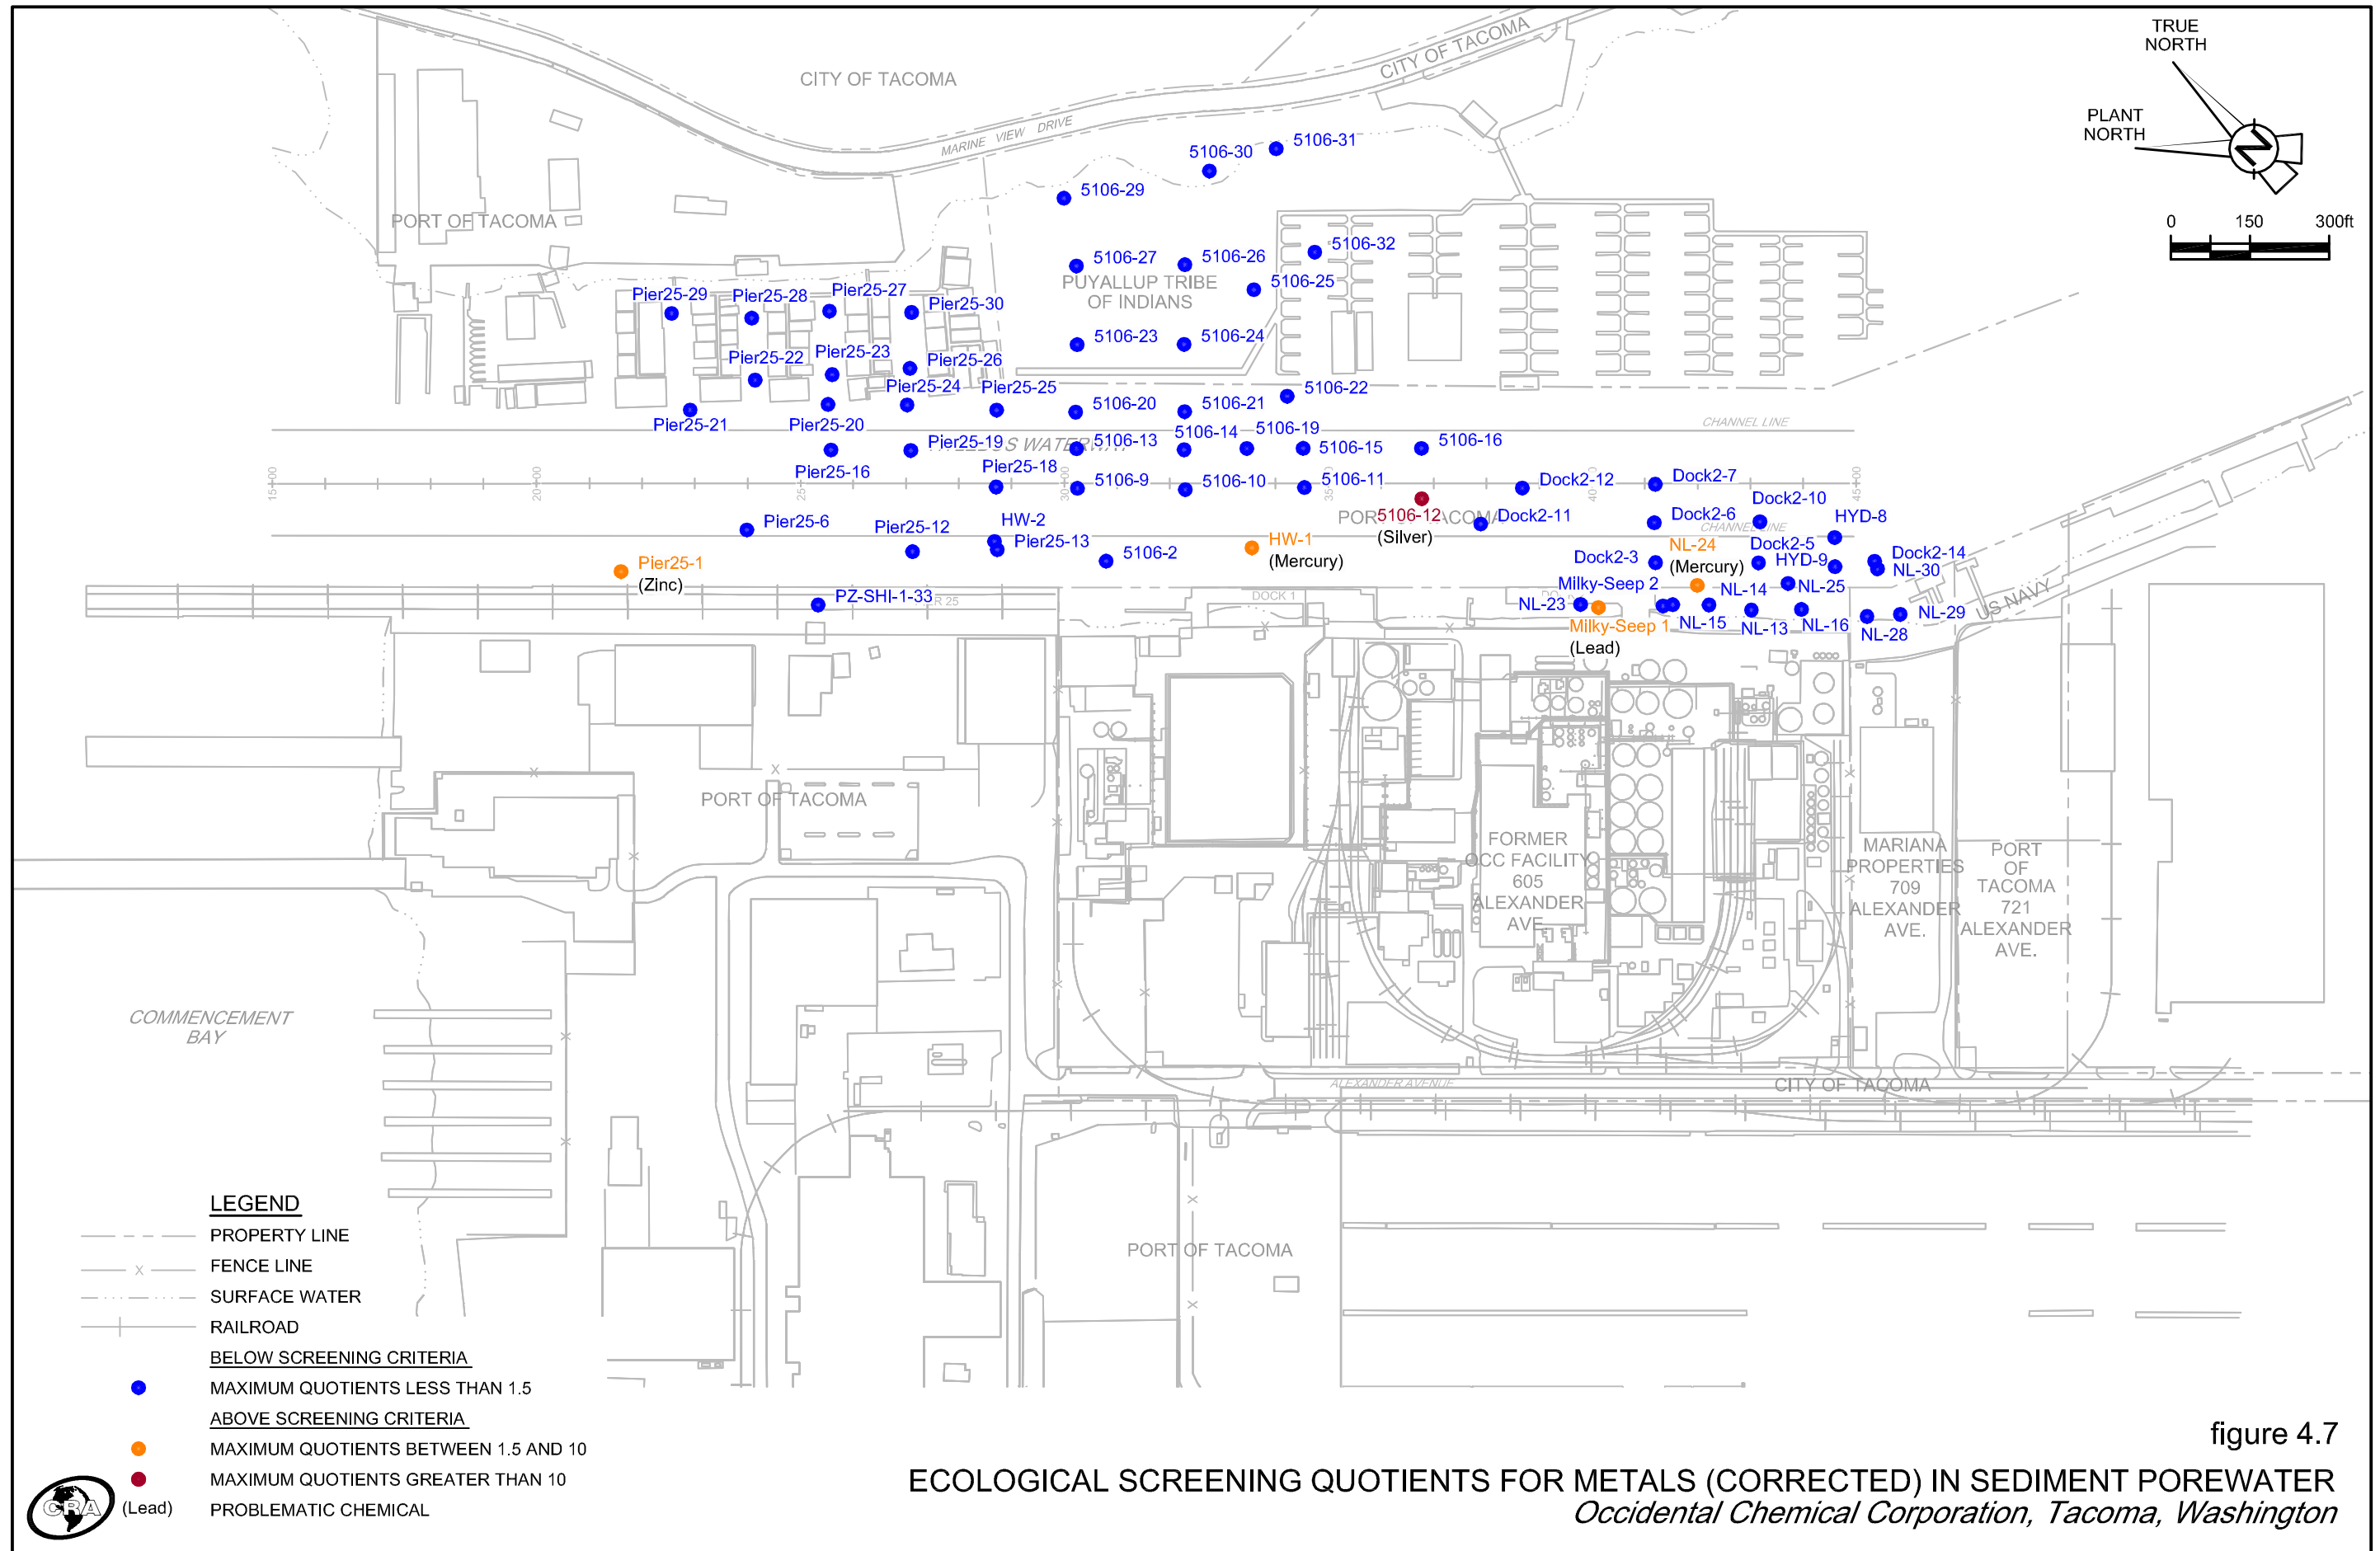 TRUE
NORTH
PLANT
NORTH
0 150 300ft
CITY OF TACOMA
CITY OF TACOMA
MARINE VIEW DRIVE
PORT OF TACOMA
5106-31
5106-30
5106-29
5106-32
5106-27
5106-26
5106-25
PUYALLUP TRIBE
OF INDIANS
5106-23
5106-24
Pier25-29
Pier25-28
Pier25-27
Pier25-30
Pier25-22
Pier25-23
Pier25-26
Pier25-24
Pier25-25
5106-22
5106-20
5106-21
Pier25-21
Pier25-20
CHANNEL LINE
Pier25-19
5106-13
5106-14
5106-19
5106-15
5106-16
Pier25-16
Pier25-18
15+00
5106-9
5106-10
5106-11
Dock2-12
Dock2-7
Dock2-10
5106-12
(Silver)
Dock2-11
Dock2-6
CHANNEL LINE
HYD-8
Pier25-6
Pier25-12
HW-2
Pier25-13
5106-2
HW-1
(Mercury)
Pier25-1
(Zinc)
PZ-SHI-1-33
Dock2-3
NL-24
(Mercury)
Dock2-5
HYD-9
Dock2-14
NL-30
Milky-Seep 2
NL-14
NL-25
NL-23
Milky-Seep 1
(Lead)
NL-15
NL-13
NL-16
NL-28
NL-29
US NAVY
DOCK 1
PORT OF TACOMA
FORMER
OCC FACILITY
605
ALEXANDER
AVE.
MARIANA
PROPERTIES
709
ALEXANDER
AVE.
PORT
OF
TACOMA
721
ALEXANDER
AVE.
COMMENCEMENT
BAY
ALEXANDER AVENUE
CITY OF TACOMA
PORT OF TACOMA
LEGEND
PROPERTY LINE
FENCE LINE
SURFACE WATER
RAILROAD
BELOW SCREENING CRITERIA
MAXIMUM QUOTIENTS LESS THAN 1.5
ABOVE SCREENING CRITERIA
MAXIMUM QUOTIENTS BETWEEN 1.5 AND 10
MAXIMUM QUOTIENTS GREATER THAN 10
(Lead) PROBLEMATIC CHEMICAL
CRA
figure 4.7
ECOLOGICAL SCREENING QUOTIENTS FOR METALS (CORRECTED) IN SEDIMENT POREWATER
Occidental Chemical Corporation, Tacoma, Washington